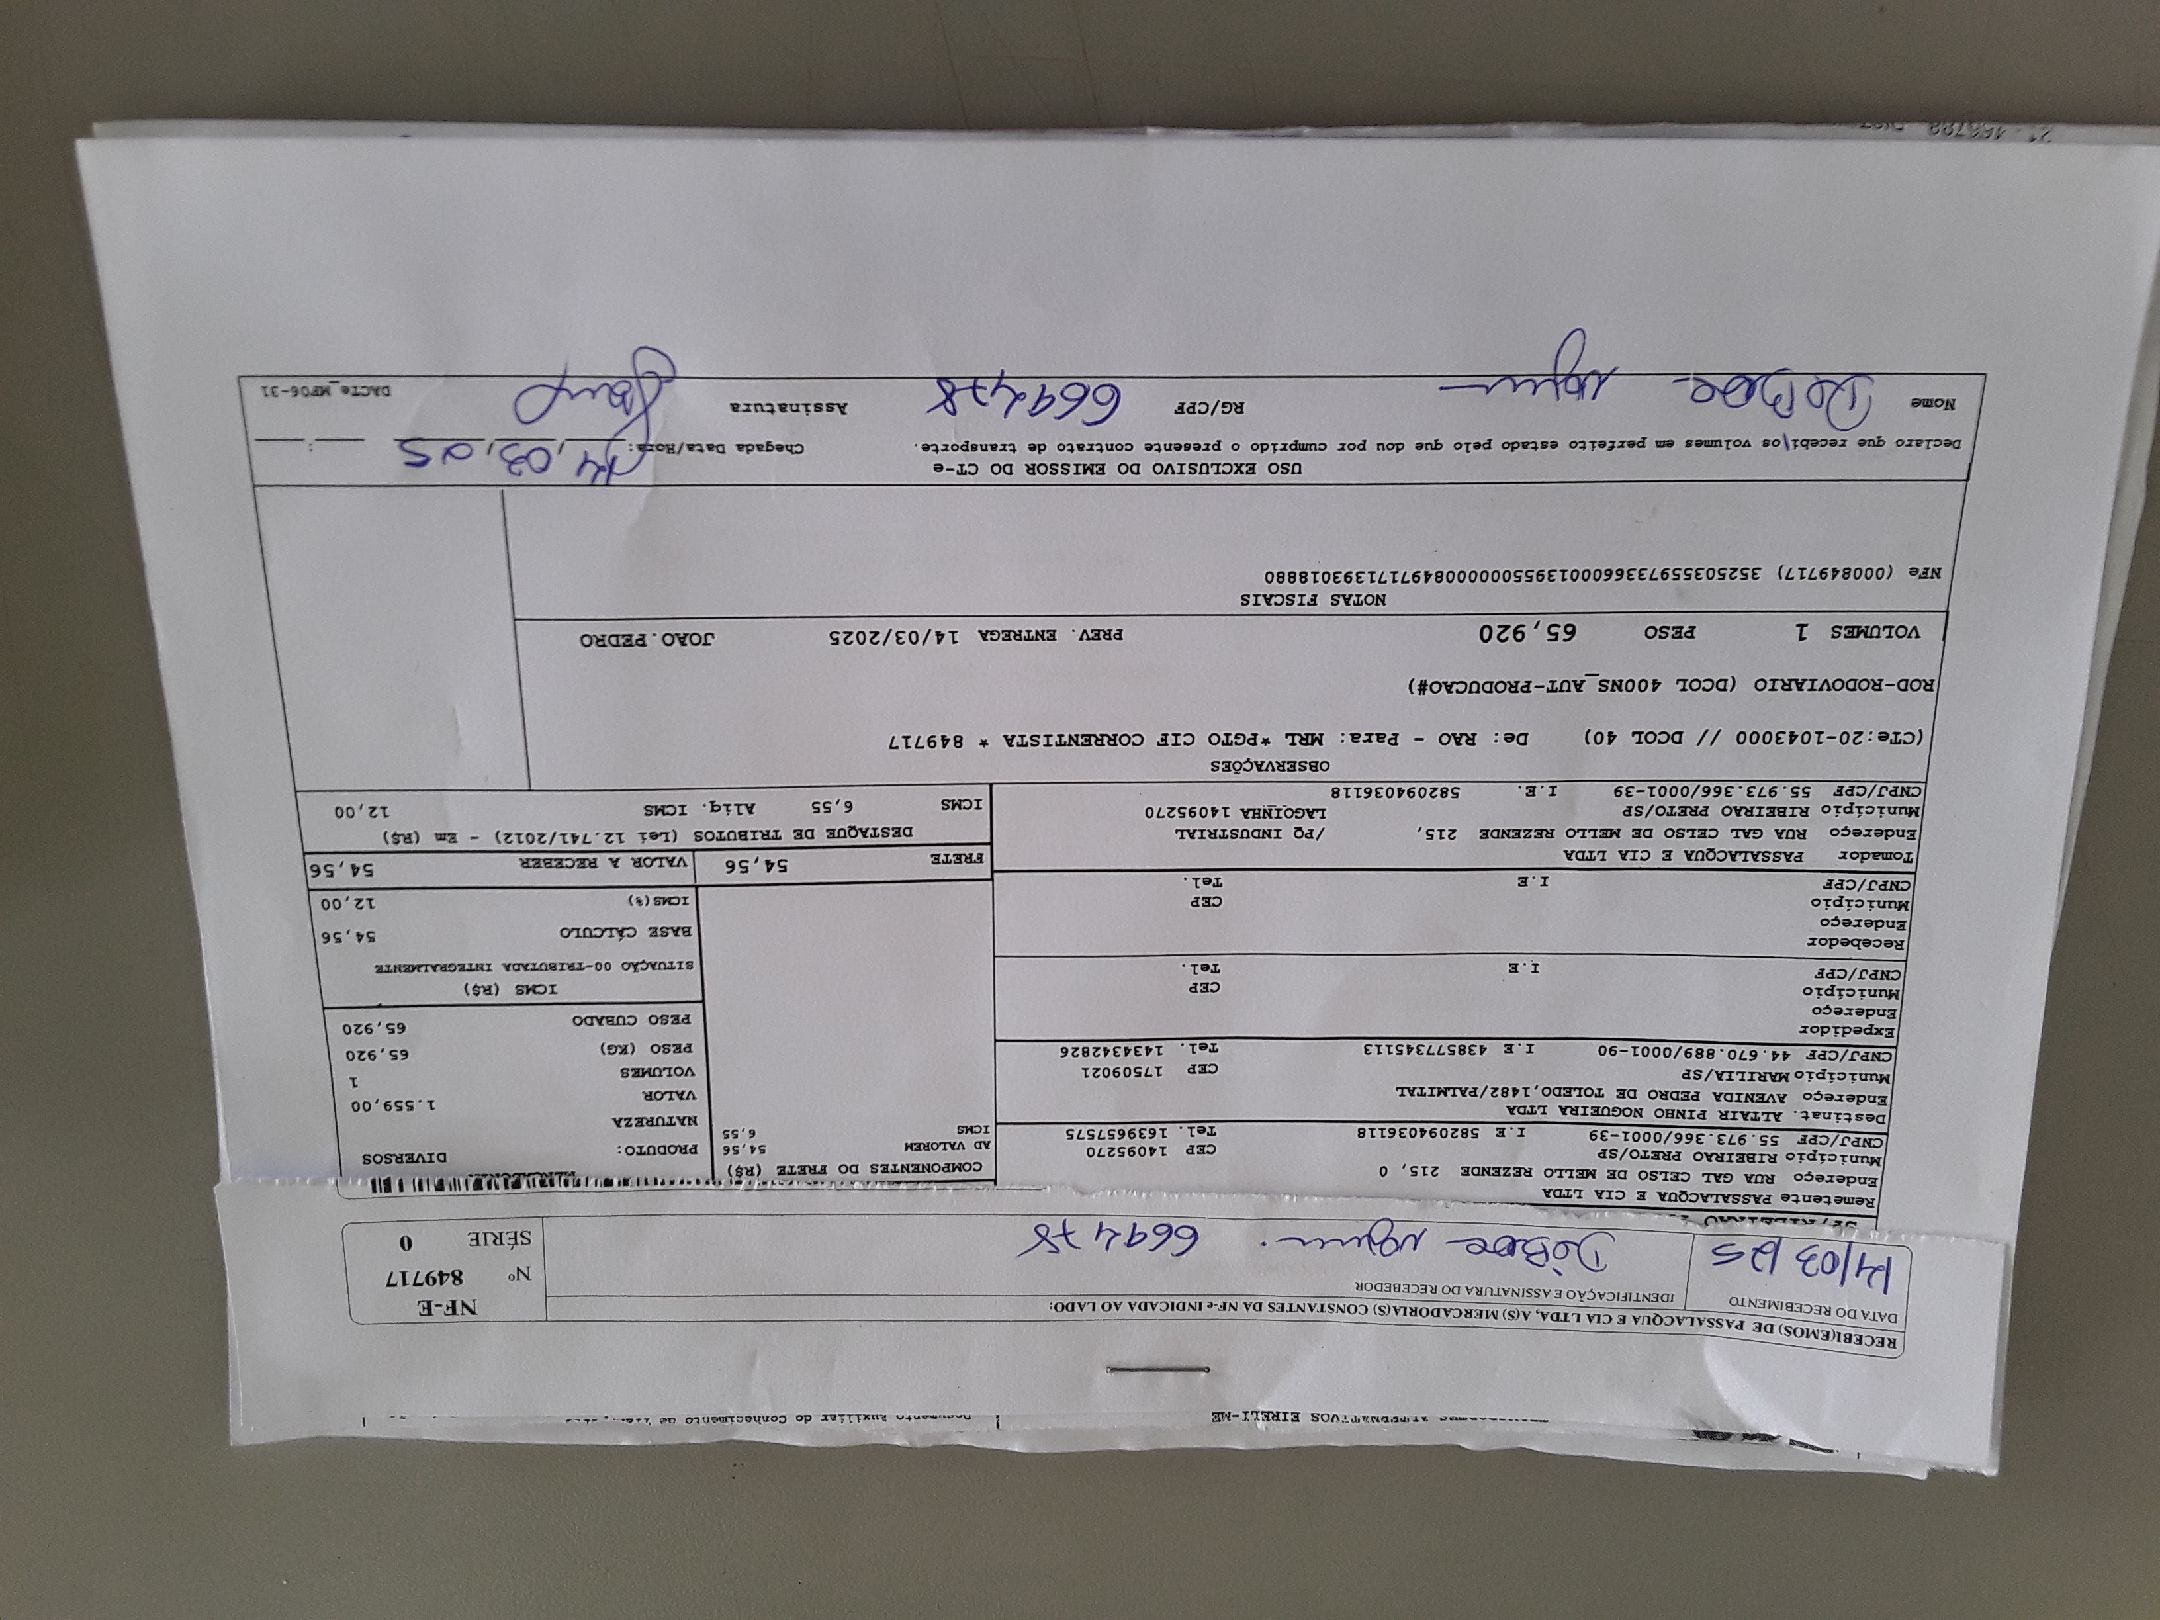 RECEBI(EMOS) DE PASSALACQUA E CIA LTDA, A(S) MERCADORIA(S) CONSTANTES DA NF-e INDICADA AO LADO:
DATA DO RECEBIMENTO
14/03/25
IDENTIFICAÇÃO E ASSINATURA DO RECEBEDOR
669478
NF-E
Nº 849717
SÉRIE 0
Remetente PASSALACQUA E CIA LTDA
Endereço RUA GAL CELSO DE MELLO REZENDE 215, 0
Município RIBEIRAO PRETO/SP CEP 14095270
CNPJ/CPF 55.973.366/0001-39 I.E 582094036118 Tel. 1639657575
Destinat. ALTAIR PINHO NOGUEIRA LTDA
Endereço AVENIDA PEDRO DE TOLEDO,1482/PALMITAL
Município MARILIA/SP CEP 17509021
CNPJ/CPF 44.670.889/0001-90 I.E 438577345113 Tel. 1434342826
Expedidor
Endereço
Município CEP
CNPJ/CPF I.E Tel.
Recebedor
Endereço
Município CEP
CNPJ/CPF I.E Tel.
Tomador PASSALACQUA E CIA LTDA
Endereço RUA GAL CELSO DE MELLO REZENDE 215, /PQ INDUSTRIAL
Município RIBEIRAO PRETO/SP LAGOINHA 14095270
CNPJ/CPF 55.973.366/0001-39 I.E. 582094036118
COMPONENTES DO FRETE (R$)
AD VALOREM 54,56
ICMS 6,55
PRODUTO: DIVERSOS
NATUREZA
VALOR 1.559,00
VOLUMES 1
PESO (KG) 65,920
PESO CUBADO 65,920
ICMS (R$)
SITUAÇÃO 00-TRIBUTADA INTEGRALMENTE
BASE CÁLCULO 54,56
ICMS(%) 12,00
FRETE 54,56 VALOR A RECEBER 54,56
DESTAQUE DE TRIBUTOS (Lei 12.741/2012) - Em (R$)
ICMS 6,55 Aliq. ICMS 12,00
OBSERVAÇÕES
(CTe:20-1043000 // DCOL 40) De: RAO - Para: MRL *PGTO CIF CORRENTISTA * 849717
ROD-RODOVIARIO (DCOL 400NS_AUT-PRODUCAO#)
VOLUMES 1 PESO 65,920 PREV. ENTREGA 14/03/2025 JOAO.PEDRO
NOTAS FISCAIS
NFe (000849717) 35250355973366000139550000008497171393018880
USO EXCLUSIVO DO EMISSOR DO CT-e
Declaro que recebi\os volumes em perfeito estado pelo que dou por cumprido o presente contrato de transporte. Chegada Data/Hora: 14,03,25
Nome RG/CPF 669478 Assinatura
DACTe_MP06-31